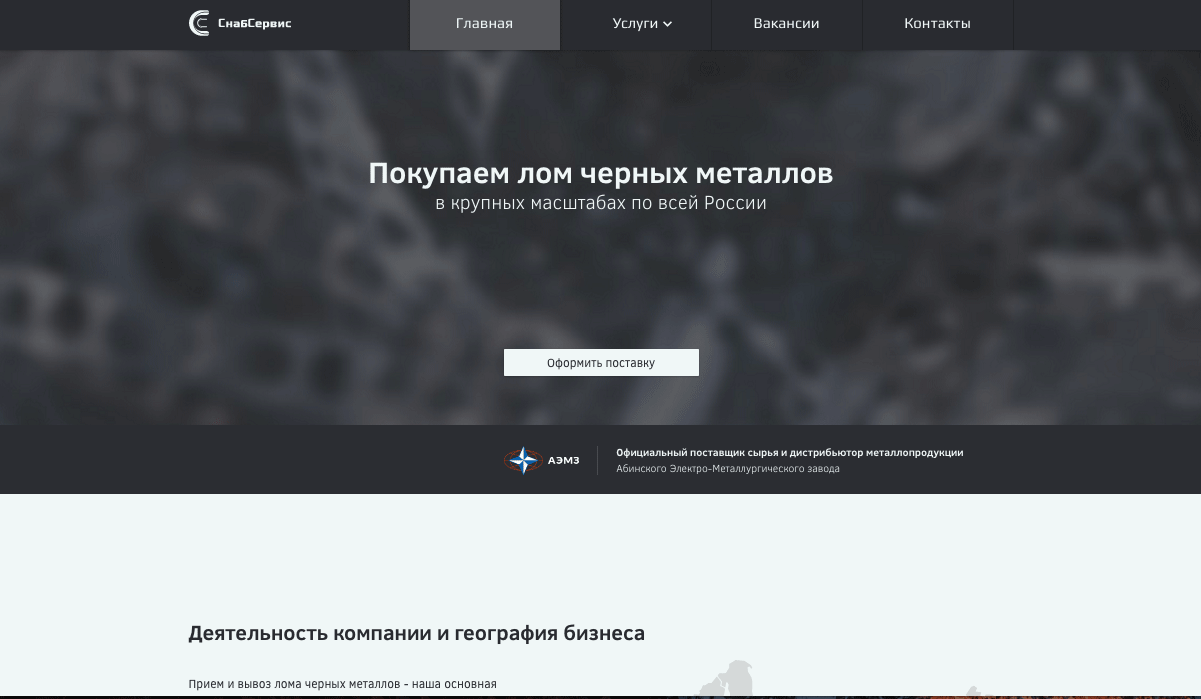 СнабСервис
Главная
Услуги
Вакансии
Контакты
Покупаем лом черных металлов
в крупных масштабах по всей России
Оформить поставку
АЭМЗ
Официальный поставщик сырья и дистрибьютор металлопродукции
Абинского Электро-Металлургического завода
Деятельность компании и география бизнеса
Прием и вывоз лома черных металлов - наша основная